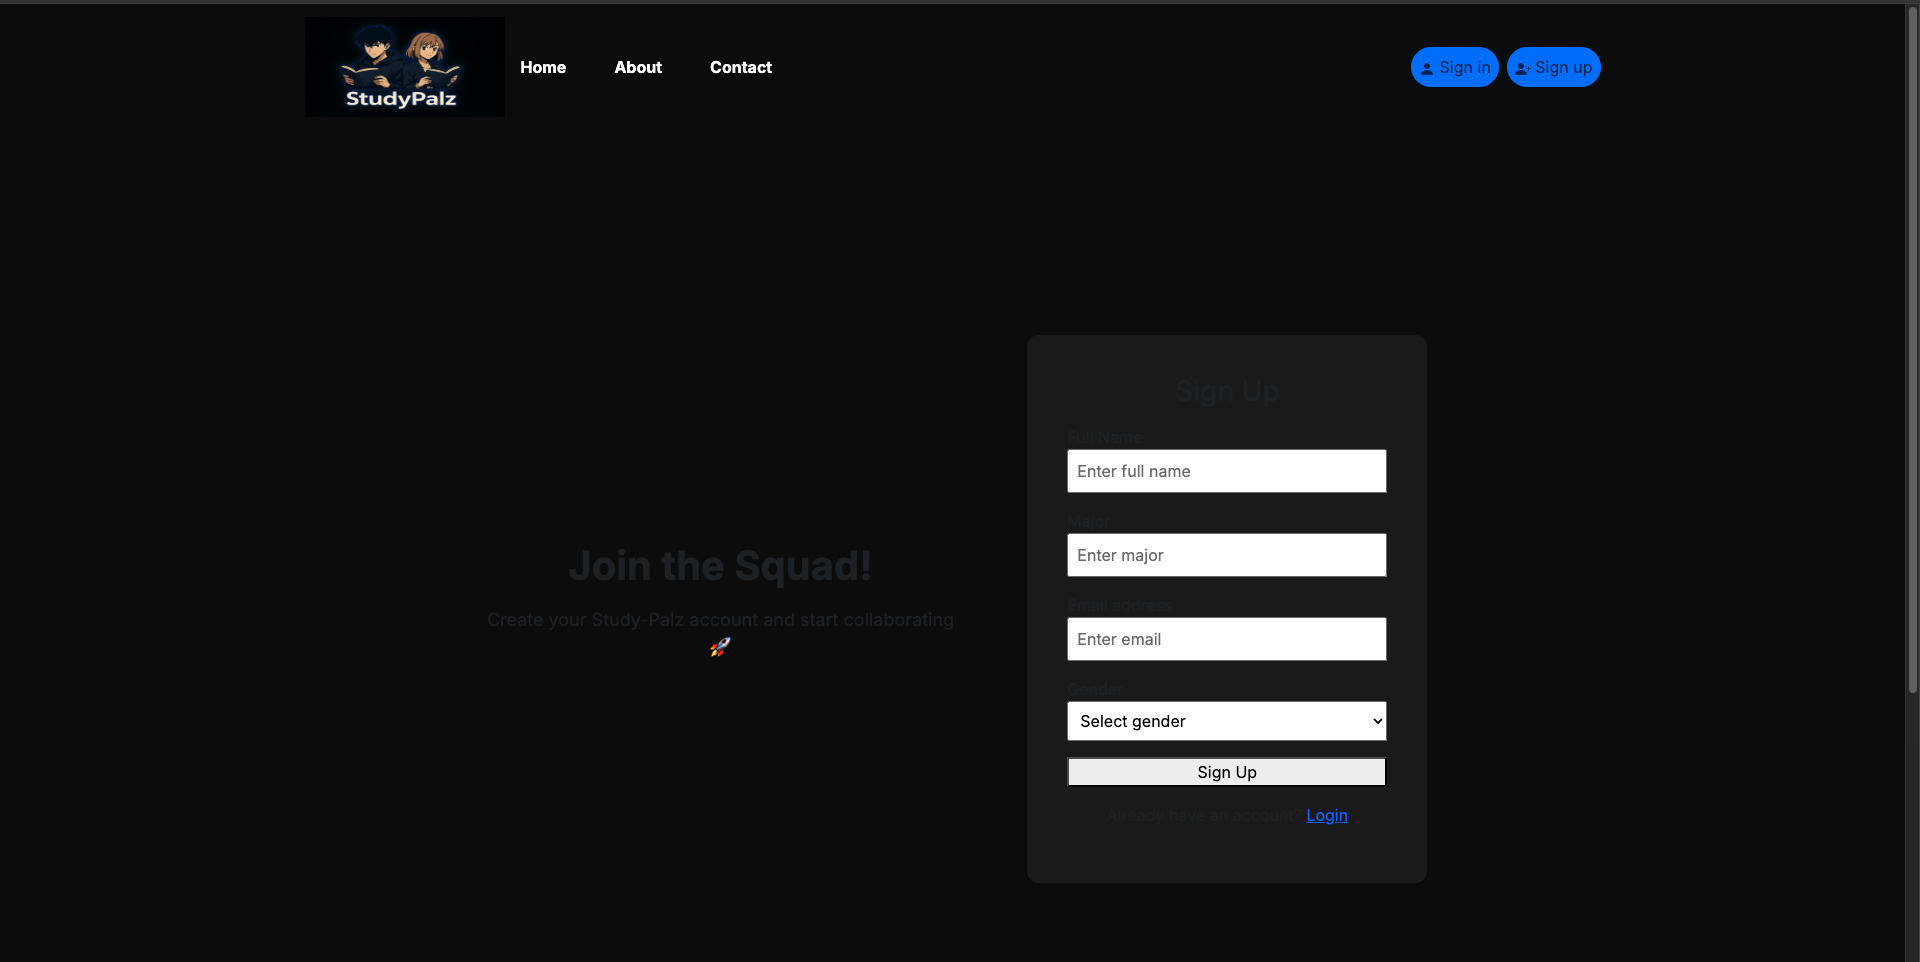 StudyPalz
Home
About
Contact
Sign in
Sign up
Sign Up
Full Name
Enter full name
Major
Enter major
Join the Squad!
Email address
Create your Study-Palz account and start collaborating
🚀
Enter email
Gender
Select gender
Sign Up
Already have an account? Login